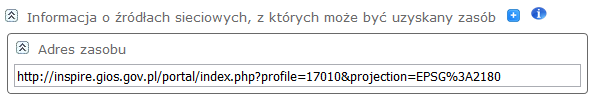 Informacja o źródłach sieciowych, z których może być uzyskany zasób
Adres zasobu
http://inspire.gios.gov.pl/portal/index.php?profile=17010&projection=EPSG%3A2180